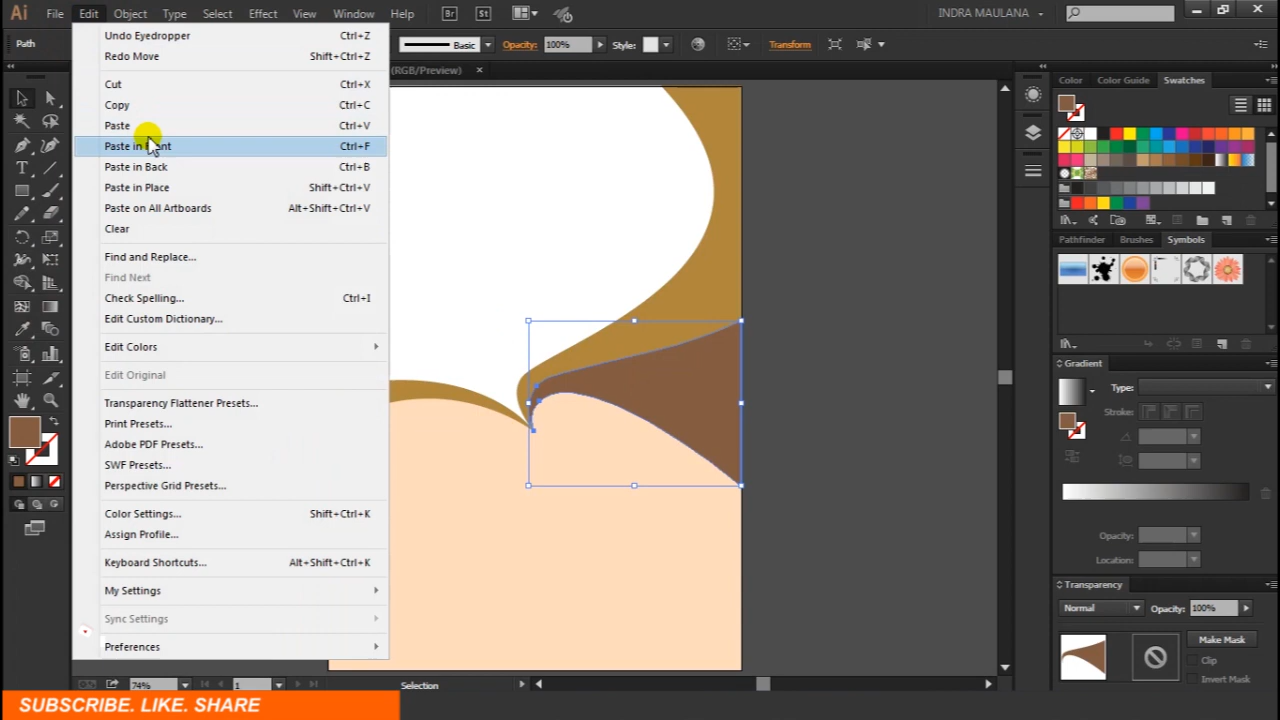 Ai File Edit Object Type Select Effect View Window Help Br St INDRA MAULANA
Path Basic Opacity: 100% Style: Transform
(RGB/Preview)
Undo Eyedropper Ctrl+Z
Redo Move Shift+Ctrl+Z
Cut Ctrl+X
Copy Ctrl+C
Paste Ctrl+V
Paste in Front Ctrl+F
Paste in Back Ctrl+B
Paste in Place Shift+Ctrl+V
Paste on All Artboards Alt+Shift+Ctrl+V
Clear
Find and Replace...
Find Next
Check Spelling... Ctrl+I
Edit Custom Dictionary...
Edit Colors
Edit Original
Transparency Flattener Presets...
Print Presets...
Adobe PDF Presets...
SWF Presets...
Perspective Grid Presets...
Color Settings... Shift+Ctrl+K
Assign Profile...
Keyboard Shortcuts... Alt+Shift+Ctrl+K
My Settings
Sync Settings
Preferences
Color Color Guide Swatches
Pathfinder Brushes Symbols
Gradient
Type:
Stroke:
Opacity:
Location:
Transparency
Normal Opacity: 100%
Make Mask
Clip
Invert Mask
74% 1 Selection
SUBSCRIBE. LIKE. SHARE